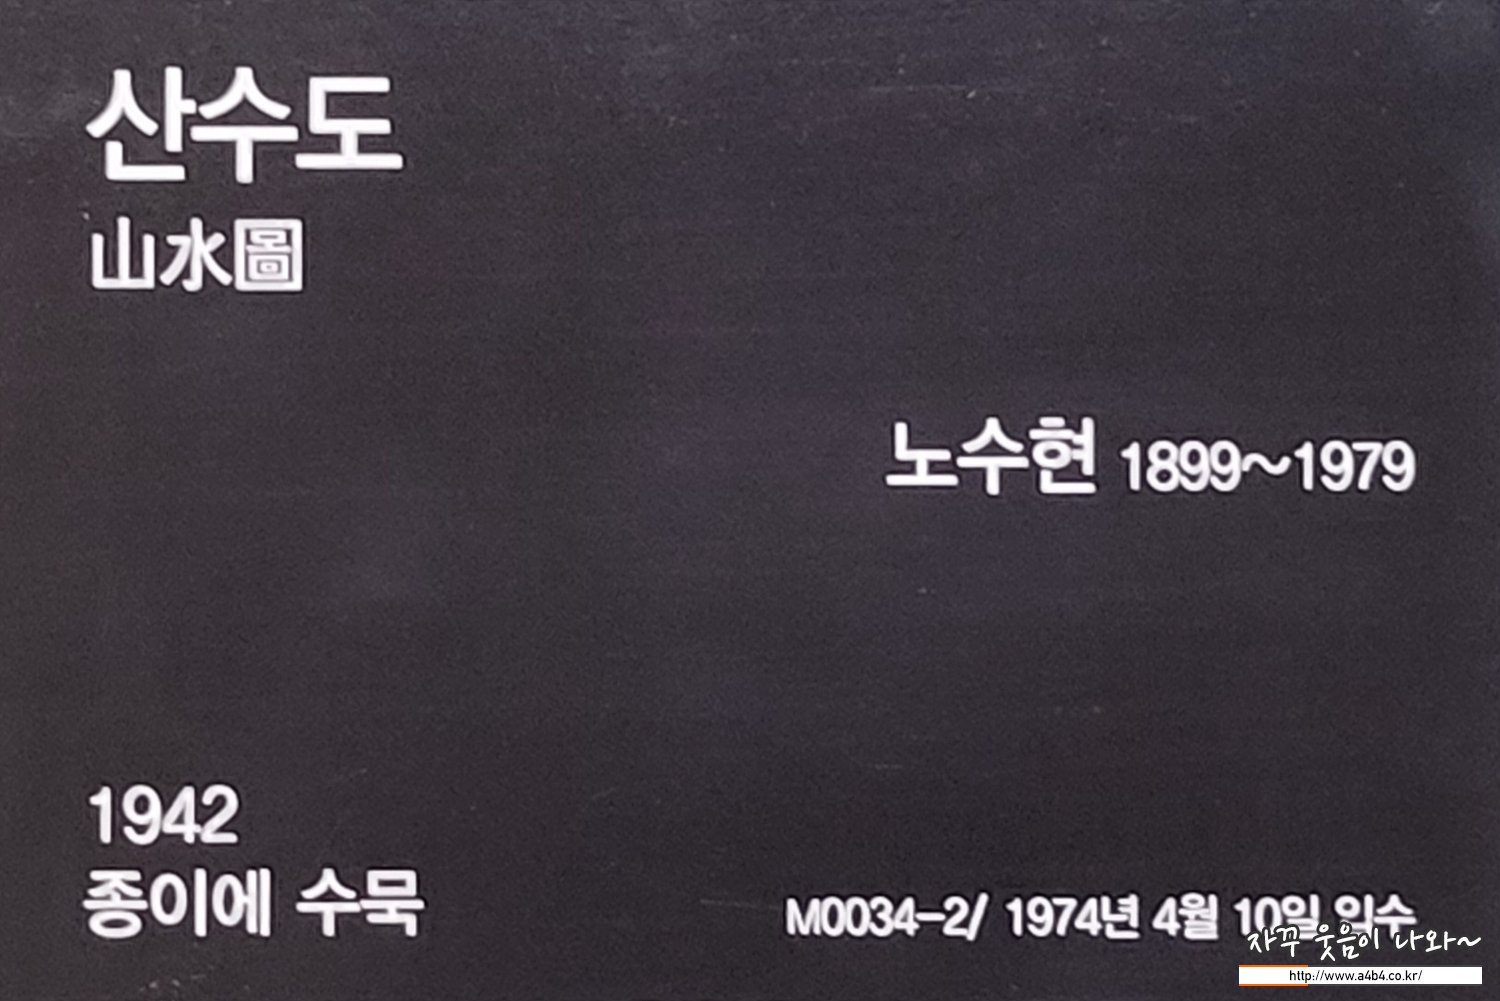 산수도
山水圖
노수현 1899~1979
1942
종이에 수묵
M0034-2/ 1974년 4월 10일 인수
자꾸 웃음이 나와~
http://www.a4b4.co.kr/